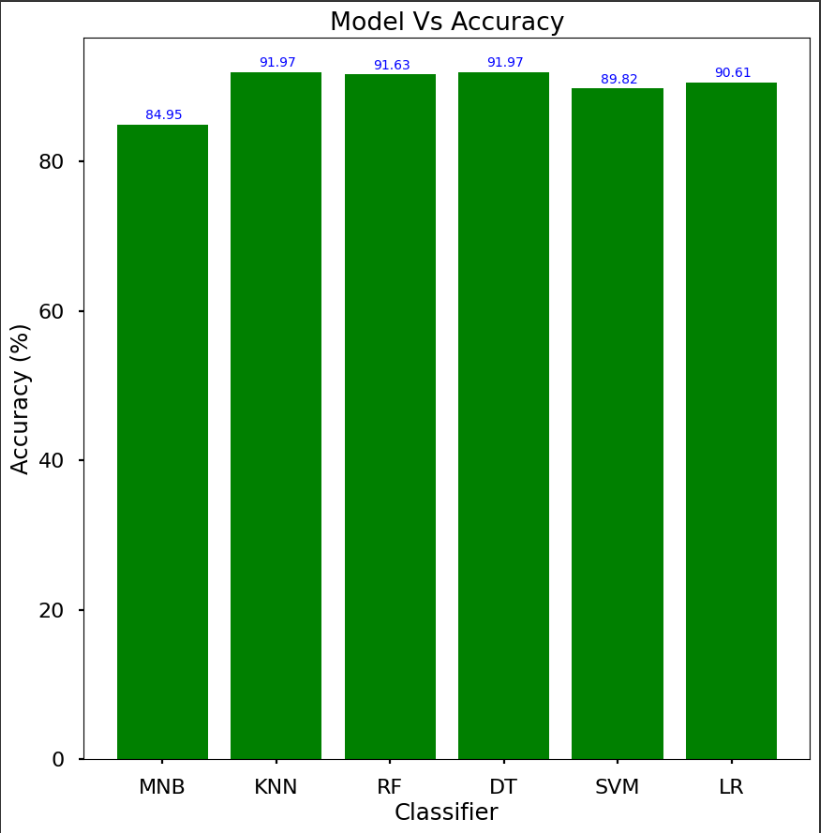 Model Vs Accuracy
84.95
91.97
91.63
91.97
89.82
90.61
Accuracy (%)
80
60
40
20
0
MNB KNN RF DT SVM LR
Classifier